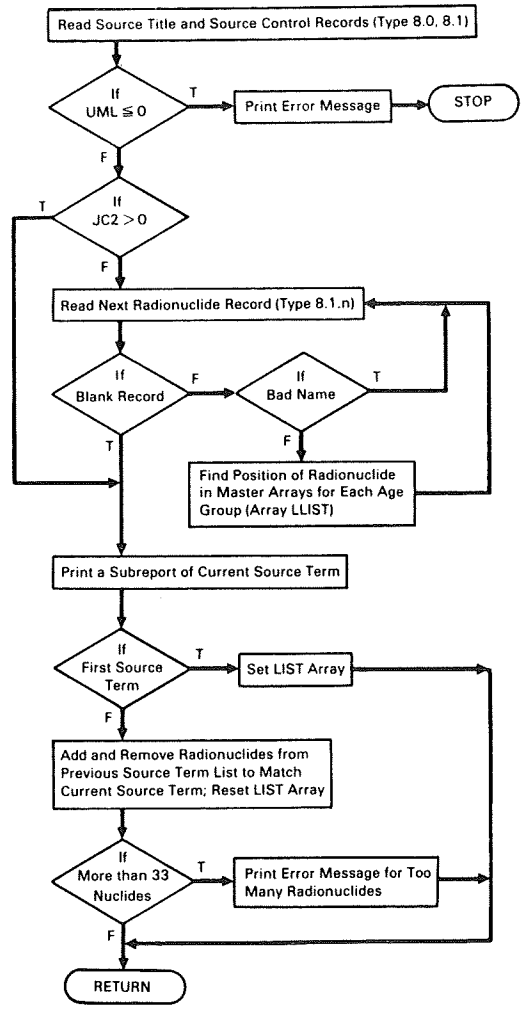 Read Source Title and Source Control Records (Type 8.0, 8.1)
If
UML ≦ 0
T
Print Error Message
STOP
F
If
JC2 > 0
T
F
Read Next Radionuclide Record (Type 8.1.n)
If
Blank Record
F
If
Bad Name
T
T
F
Find Position of Radionuclide
in Master Arrays for Each Age
Group (Array LLIST)
Print a Subreport of Current Source Term
If
First Source
Term
T
Set LIST Array
F
Add and Remove Radionuclides from
Previous Source Term List to Match
Current Source Term; Reset LIST Array
If
More than 33
Nuclides
T
Print Error Message for Too
Many Radionuclides
F
RETURN